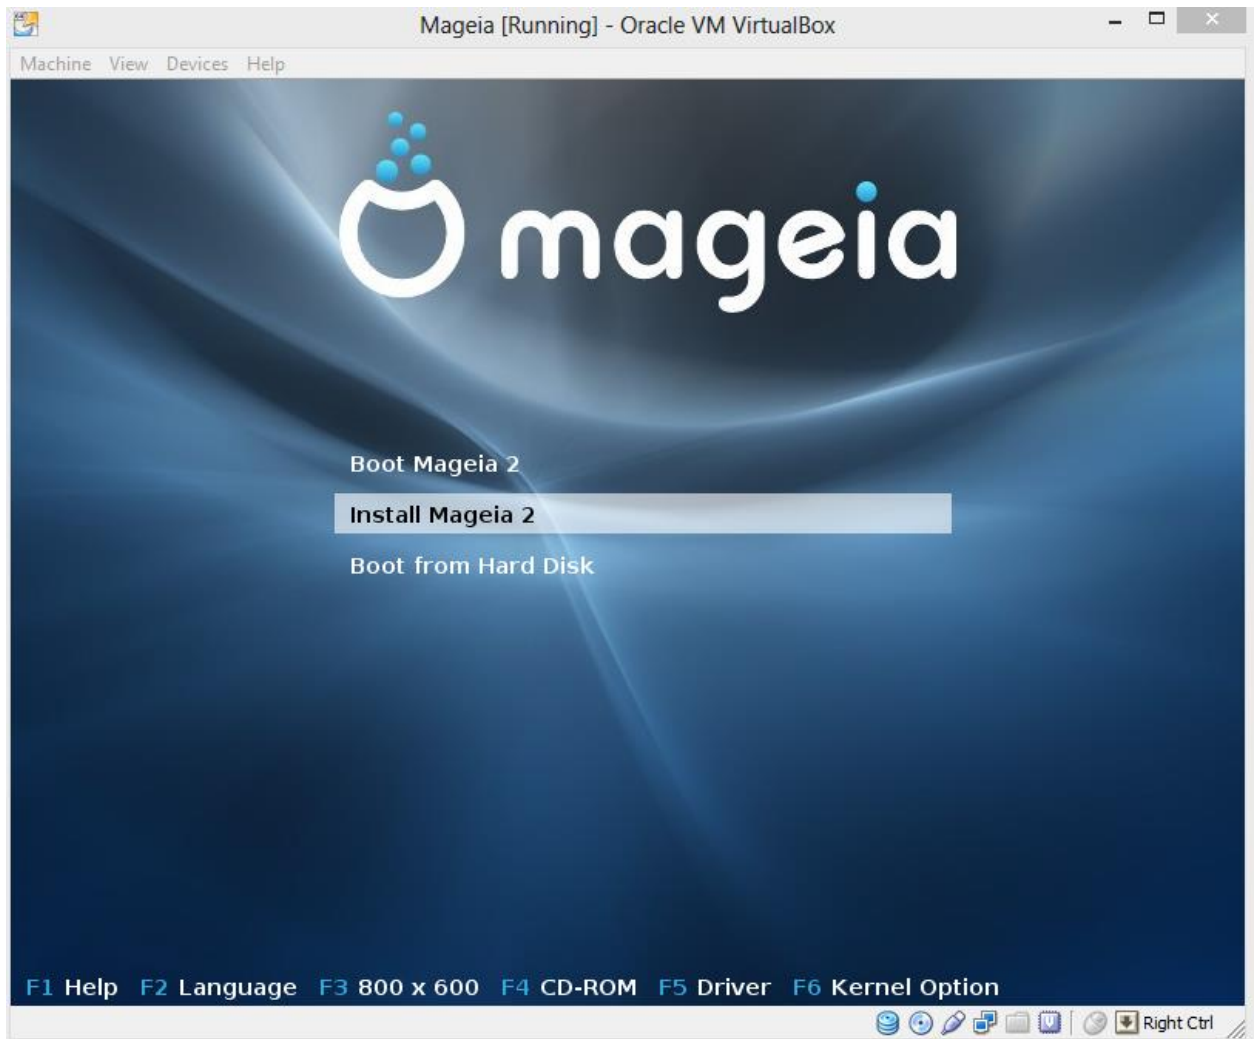 Mageia [Running] - Oracle VM VirtualBox
Machine View Devices Help
mageia
Boot Mageia 2
Install Mageia 2
Boot from Hard Disk
F1 Help F2 Language F3 800 x 600 F4 CD-ROM F5 Driver F6 Kernel Option
Right Ctrl